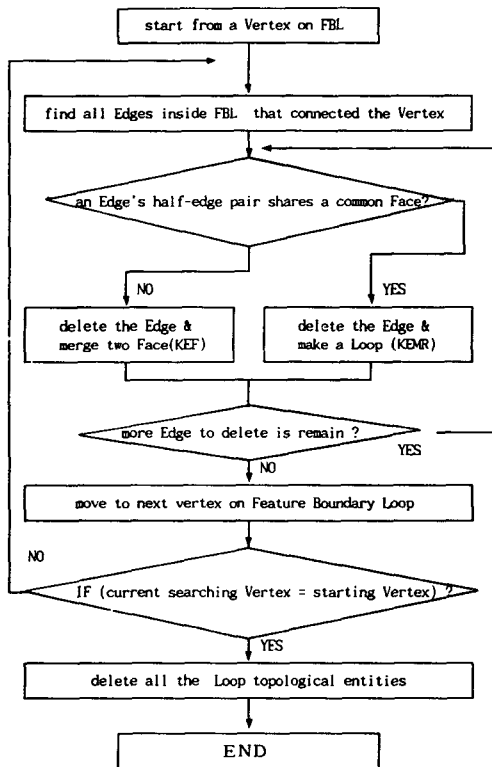 start from a Vertex on FBL
find all Edges inside FBL that connected the Vertex
an Edge's half-edge pair shares a common Face?
NO
YES
delete the Edge &
merge two Face(KEF)
delete the Edge &
make a Loop (KEMR)
more Edge to delete is remain ?
YES
NO
move to next vertex on Feature Boundary Loop
NO
IF (current searching Vertex = starting Vertex) ?
YES
delete all the Loop topological entities
END